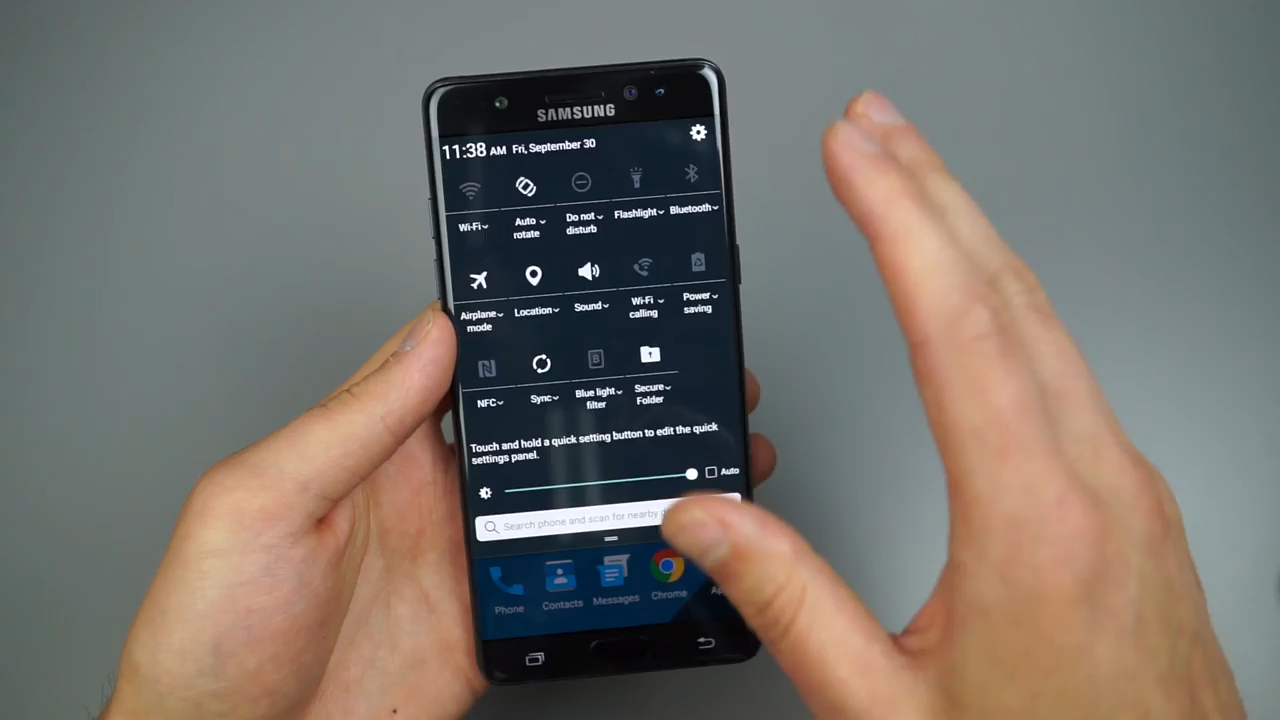 SAMSUNG
11:38 AM Fri, September 30
Wi-Fi
Auto rotate
Do not disturb
Flashlight
Bluetooth
Airplane mode
Location
Sound
Wi-Fi calling
Power saving
NFC
Sync
Blue light filter
Secure Folder
Touch and hold a quick setting button to edit the quick
settings panel.
Auto
Search phone and scan for nearby
Phone
Contacts
Messages
Chrome